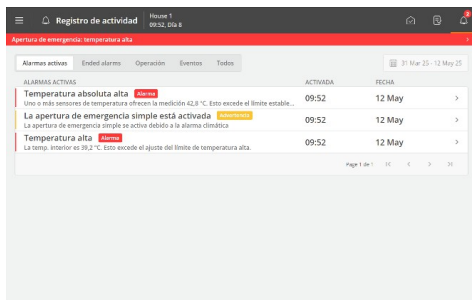 Registro de actividad
House 1
09:52, Día 8
2
Apertura de emergencia: temperatura alta
Alarmas activas Ended alarms Operación Eventos Todos
31 Mar 25 - 12 May 25
ALARMAS ACTIVAS ACTIVADA FECHA
Temperatura absoluta alta Alarma
Uno o más sensores de temperatura ofrecen la medición 42,8 °C. Esto excede el límite estable...
09:52 12 May
La apertura de emergencia simple está activada Advertencia
La apertura de emergencia simple se activa debido a la alarma climática
09:52 12 May
Temperatura alta Alarma
La temp. interior es 39,2 °C. Esto excede el ajuste del límite de temperatura alta.
09:52 12 May
Page 1 de 1